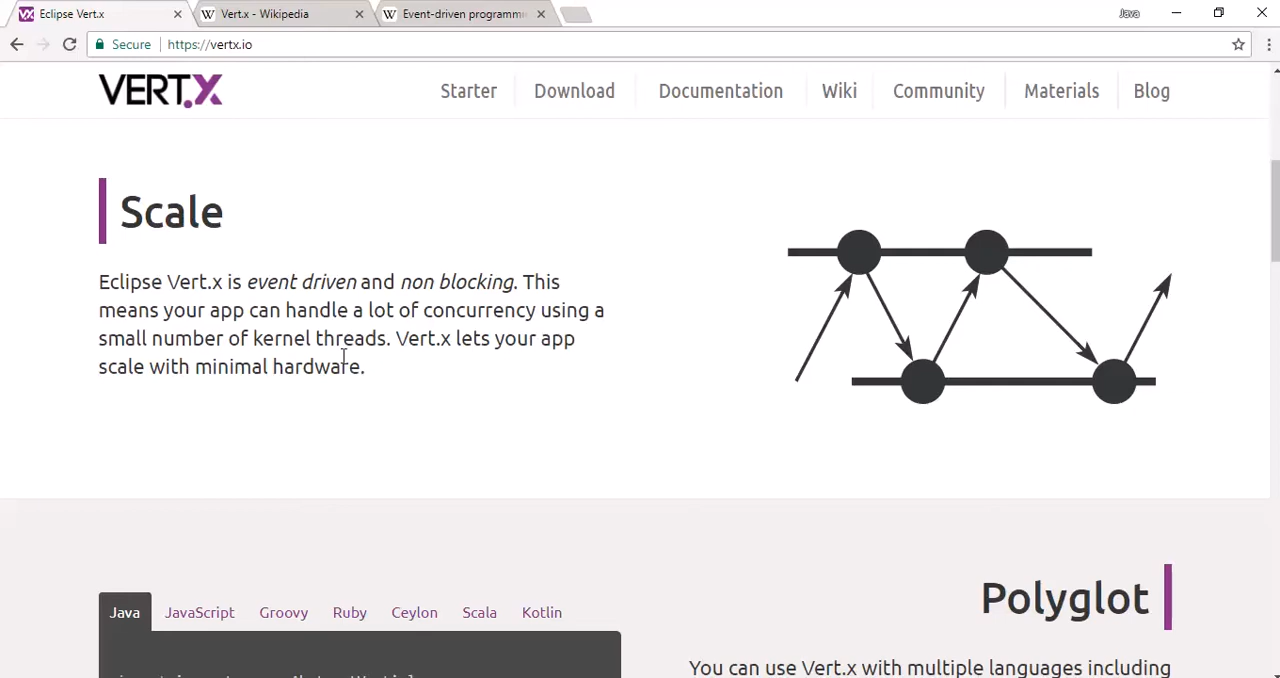 Eclipse Vert.x
Vert.x - Wikipedia
Event-driven programm
Java
Secure
https://vertx.io
VERT.X
Starter
Download
Documentation
Wiki
Community
Materials
Blog
Scale
Eclipse Vert.x is event driven and non blocking. This
means your app can handle a lot of concurrency using a
small number of kernel threads. Vert.x lets your app
scale with minimal hardware.
Polyglot
Java
JavaScript
Groovy
Ruby
Ceylon
Scala
Kotlin
You can use Vert.x with multiple languages including